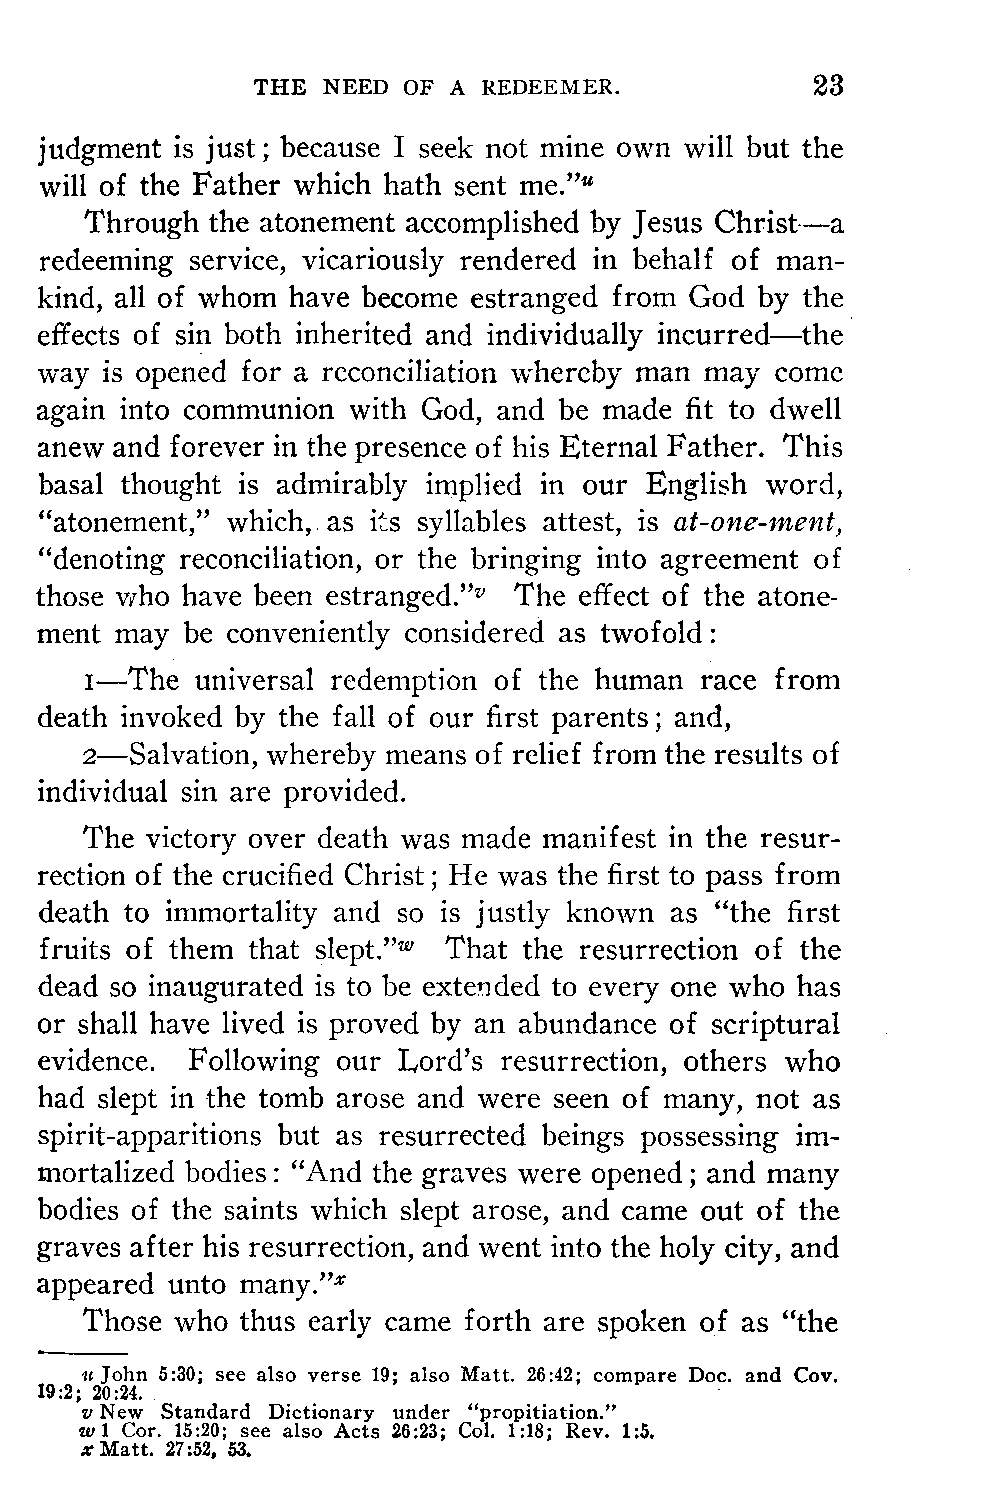 THE NEED OF A REDEEMER. 23
judgment is just; because I seek not mine own will but the
will of the Father which hath sent me."u
Through the atonement accomplished by Jesus Christ—a
redeeming service, vicariously rendered in behalf of man-
kind, all of whom have become estranged from God by the
effects of sin both inherited and individually incurred—the
way is opened for a reconciliation whereby man may come
again into communion with God, and be made fit to dwell
anew and forever in the presence of his Eternal Father. This
basal thought is admirably implied in our English word,
"atonement," which, as its syllables attest, is at-one-ment,
"denoting reconciliation, or the bringing into agreement of
those who have been estranged."v The effect of the atone-
ment may be conveniently considered as twofold:
1—The universal redemption of the human race from
death invoked by the fall of our first parents; and,
2—Salvation, whereby means of relief from the results of
individual sin are provided.
The victory over death was made manifest in the resur-
rection of the crucified Christ; He was the first to pass from
death to immortality and so is justly known as "the first
fruits of them that slept."w That the resurrection of the
dead so inaugurated is to be extended to every one who has
or shall have lived is proved by an abundance of scriptural
evidence. Following our Lord's resurrection, others who
had slept in the tomb arose and were seen of many, not as
spirit-apparitions but as resurrected beings possessing im-
mortalized bodies: "And the graves were opened; and many
bodies of the saints which slept arose, and came out of the
graves after his resurrection, and went into the holy city, and
appeared unto many."x
Those who thus early came forth are spoken of as "the
u John 5:30; see also verse 19; also Matt. 26:42; compare Doc. and Cov.
19:2; 20:24.
v New Standard Dictionary under "propitiation."
w 1 Cor. 15:20; see also Acts 26:23; Col. 1:18; Rev. 1:5.
x Matt. 27:52, 53.